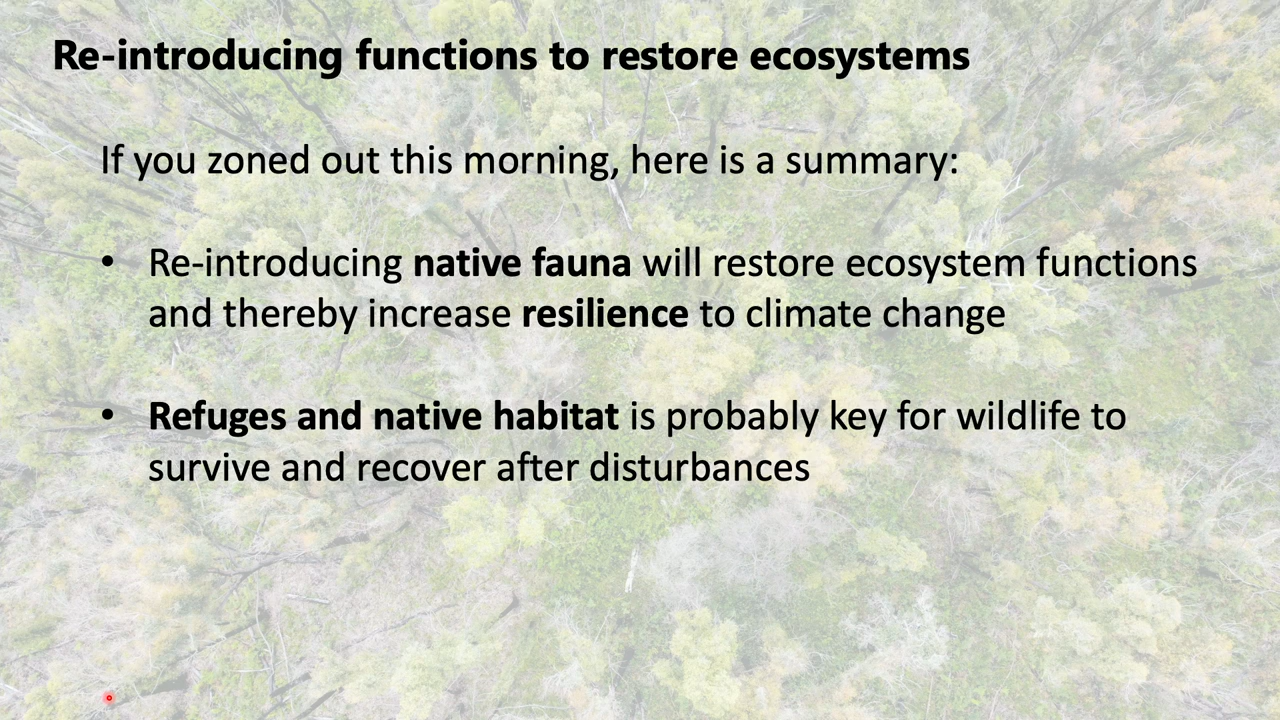 Re-introducing functions to restore ecosystems
If you zoned out this morning, here is a summary:
• Re-introducing native fauna will restore ecosystem functions
and thereby increase resilience to climate change
• Refuges and native habitat is probably key for wildlife to
survive and recover after disturbances